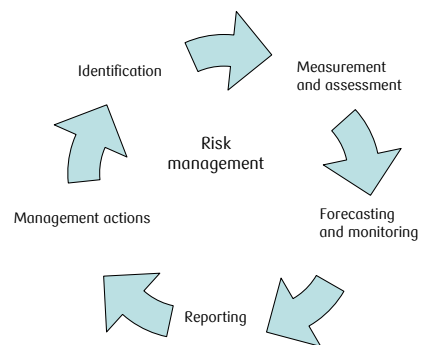 Identification
Measurement
and assessment
Risk
management
Forecasting
and monitoring
Management actions
Reporting